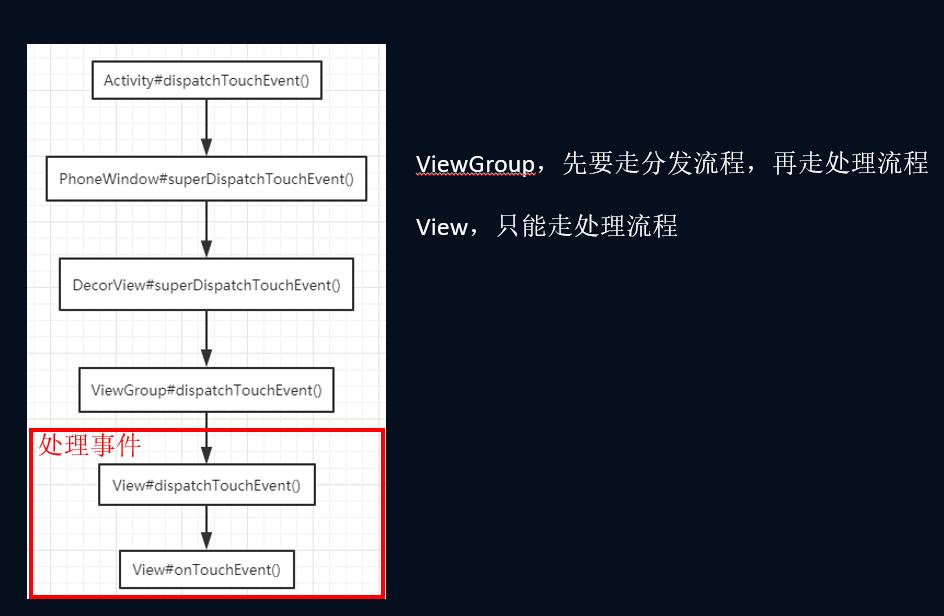 Activity#dispatchTouchEvent()
PhoneWindow#superDispatchTouchEvent()
DecorView#superDispatchTouchEvent()
ViewGroup#dispatchTouchEvent()
处理事件
View#dispatchTouchEvent()
View#onTouchEvent()
ViewGroup，先要走分发流程，再走处理流程
View，只能走处理流程